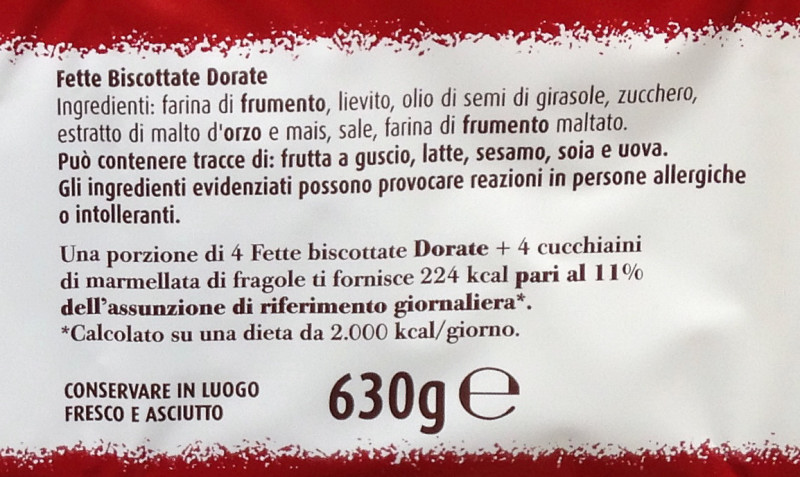 Fette Biscottate Dorate
Ingredienti: farina di frumento, lievito, olio di semi di girasole, zucchero,
estratto di malto d'orzo e mais, sale, farina di frumento maltato.
Può contenere tracce di: frutta a guscio, latte, sesamo, soia e uova.
Gli ingredienti evidenziati possono provocare reazioni in persone allergiche
o intolleranti.
Una porzione di 4 Fette biscottate Dorate + 4 cucchiaini
di marmellata di fragole ti fornisce 224 kcal pari al 11%
dell'assunzione di riferimento giornaliera*.
*Calcolato su una dieta da 2.000 kcal/giorno.
CONSERVARE IN LUOGO
FRESCO E ASCIUTTO
630g ℮